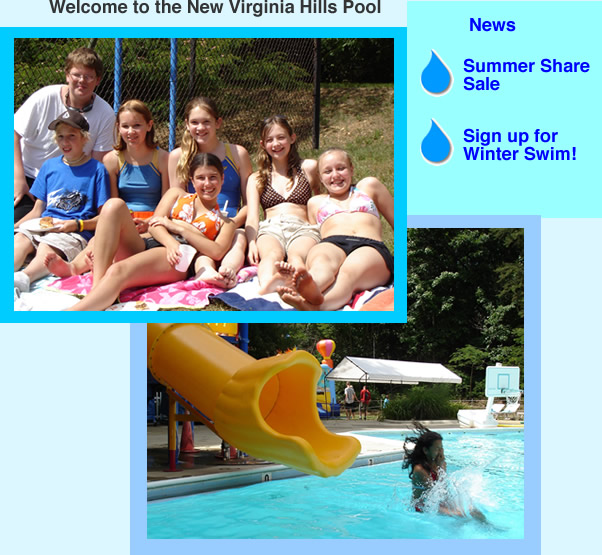 Welcome to the New Virginia Hills Pool
News
Summer Share
Sale
Sign up for
Winter Swim!